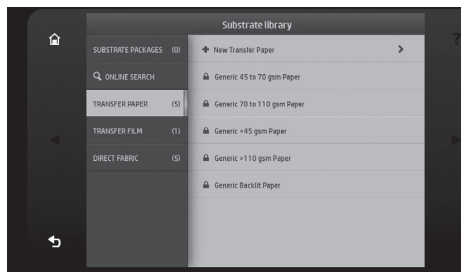 Substrate library
SUBSTRATE PACKAGES (0)
ONLINE SEARCH
TRANSFER PAPER (5)
TRANSFER FILM (1)
DIRECT FABRIC (5)
New Transfer Paper
Generic 45 to 70 gsm Paper
Generic 70 to 110 gsm Paper
Generic <45 gsm Paper
Generic >110 gsm Paper
Generic Backlit Paper
?